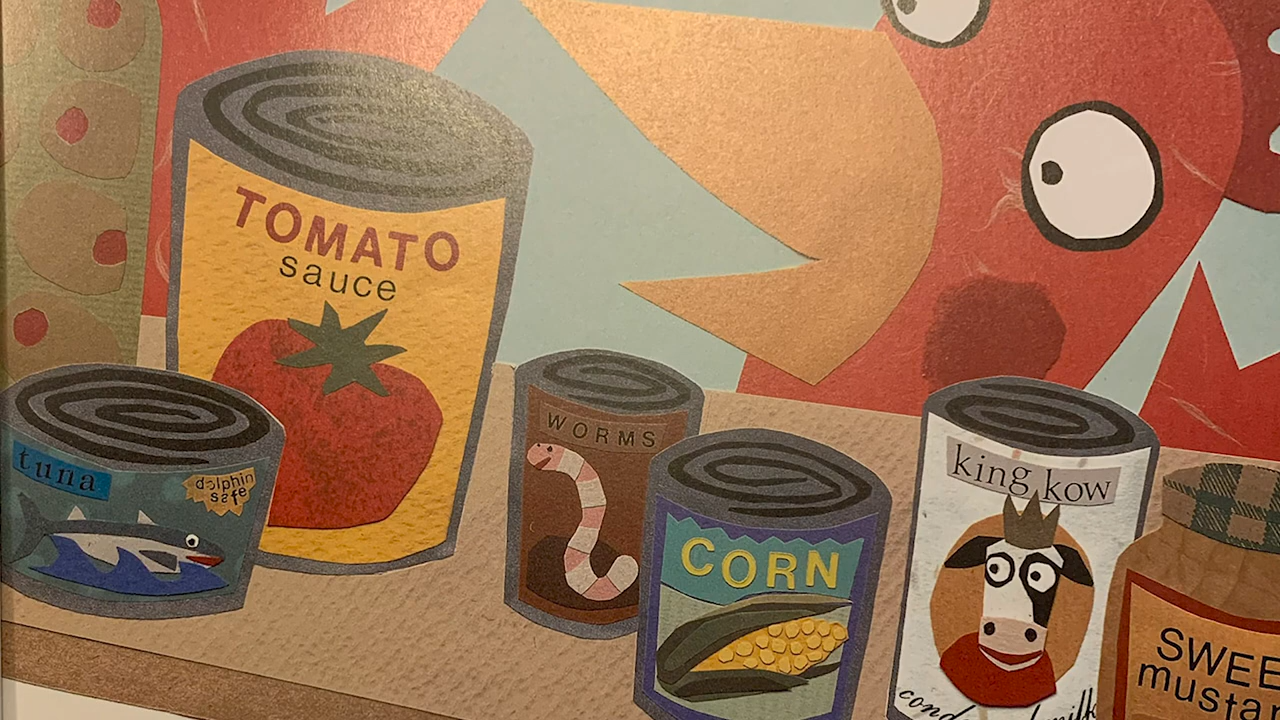 TOMATO
sauce
tuna
dolphin
safe
WORMS
CORN
king kow
SWEE
mustar